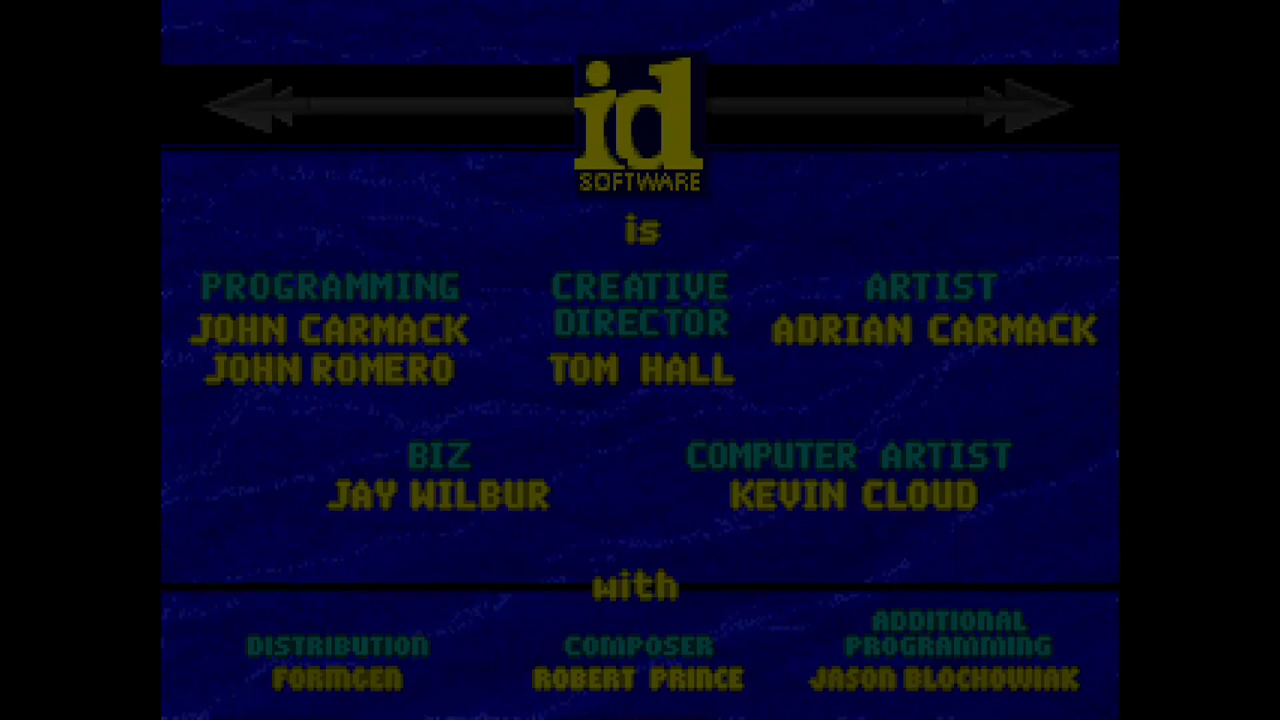 id
SOFTWARE
is
PROGRAMMING
JOHN CARMACK
JOHN ROMERO
CREATIVE
DIRECTOR
TOM HALL
ARTIST
ADRIAN CARMACK
BIZ
JAY WILBUR
COMPUTER ARTIST
KEVIN CLOUD
with
DISTRIBUTION
FORMGEN
COMPOSER
ROBERT PRINCE
ADDITIONAL
PROGRAMMING
JASON BLOCHOWIAK